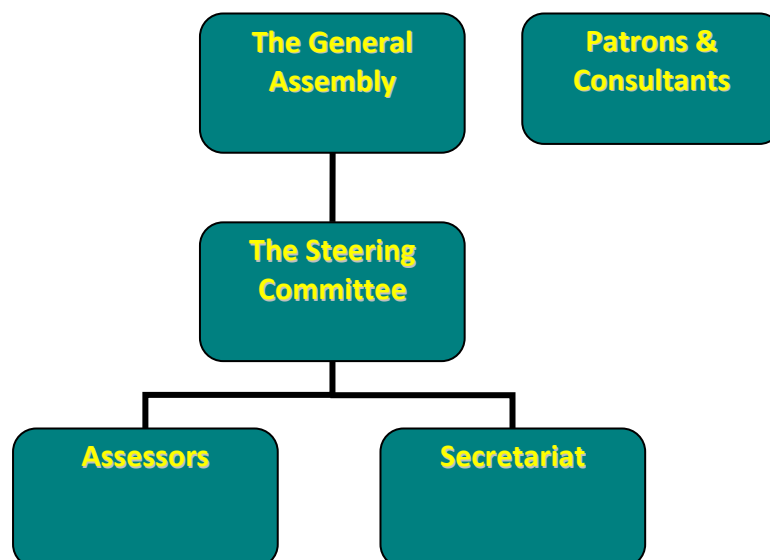 The General
Assembly
Patrons &
Consultants
The Steering
Committee
Assessors
Secretariat